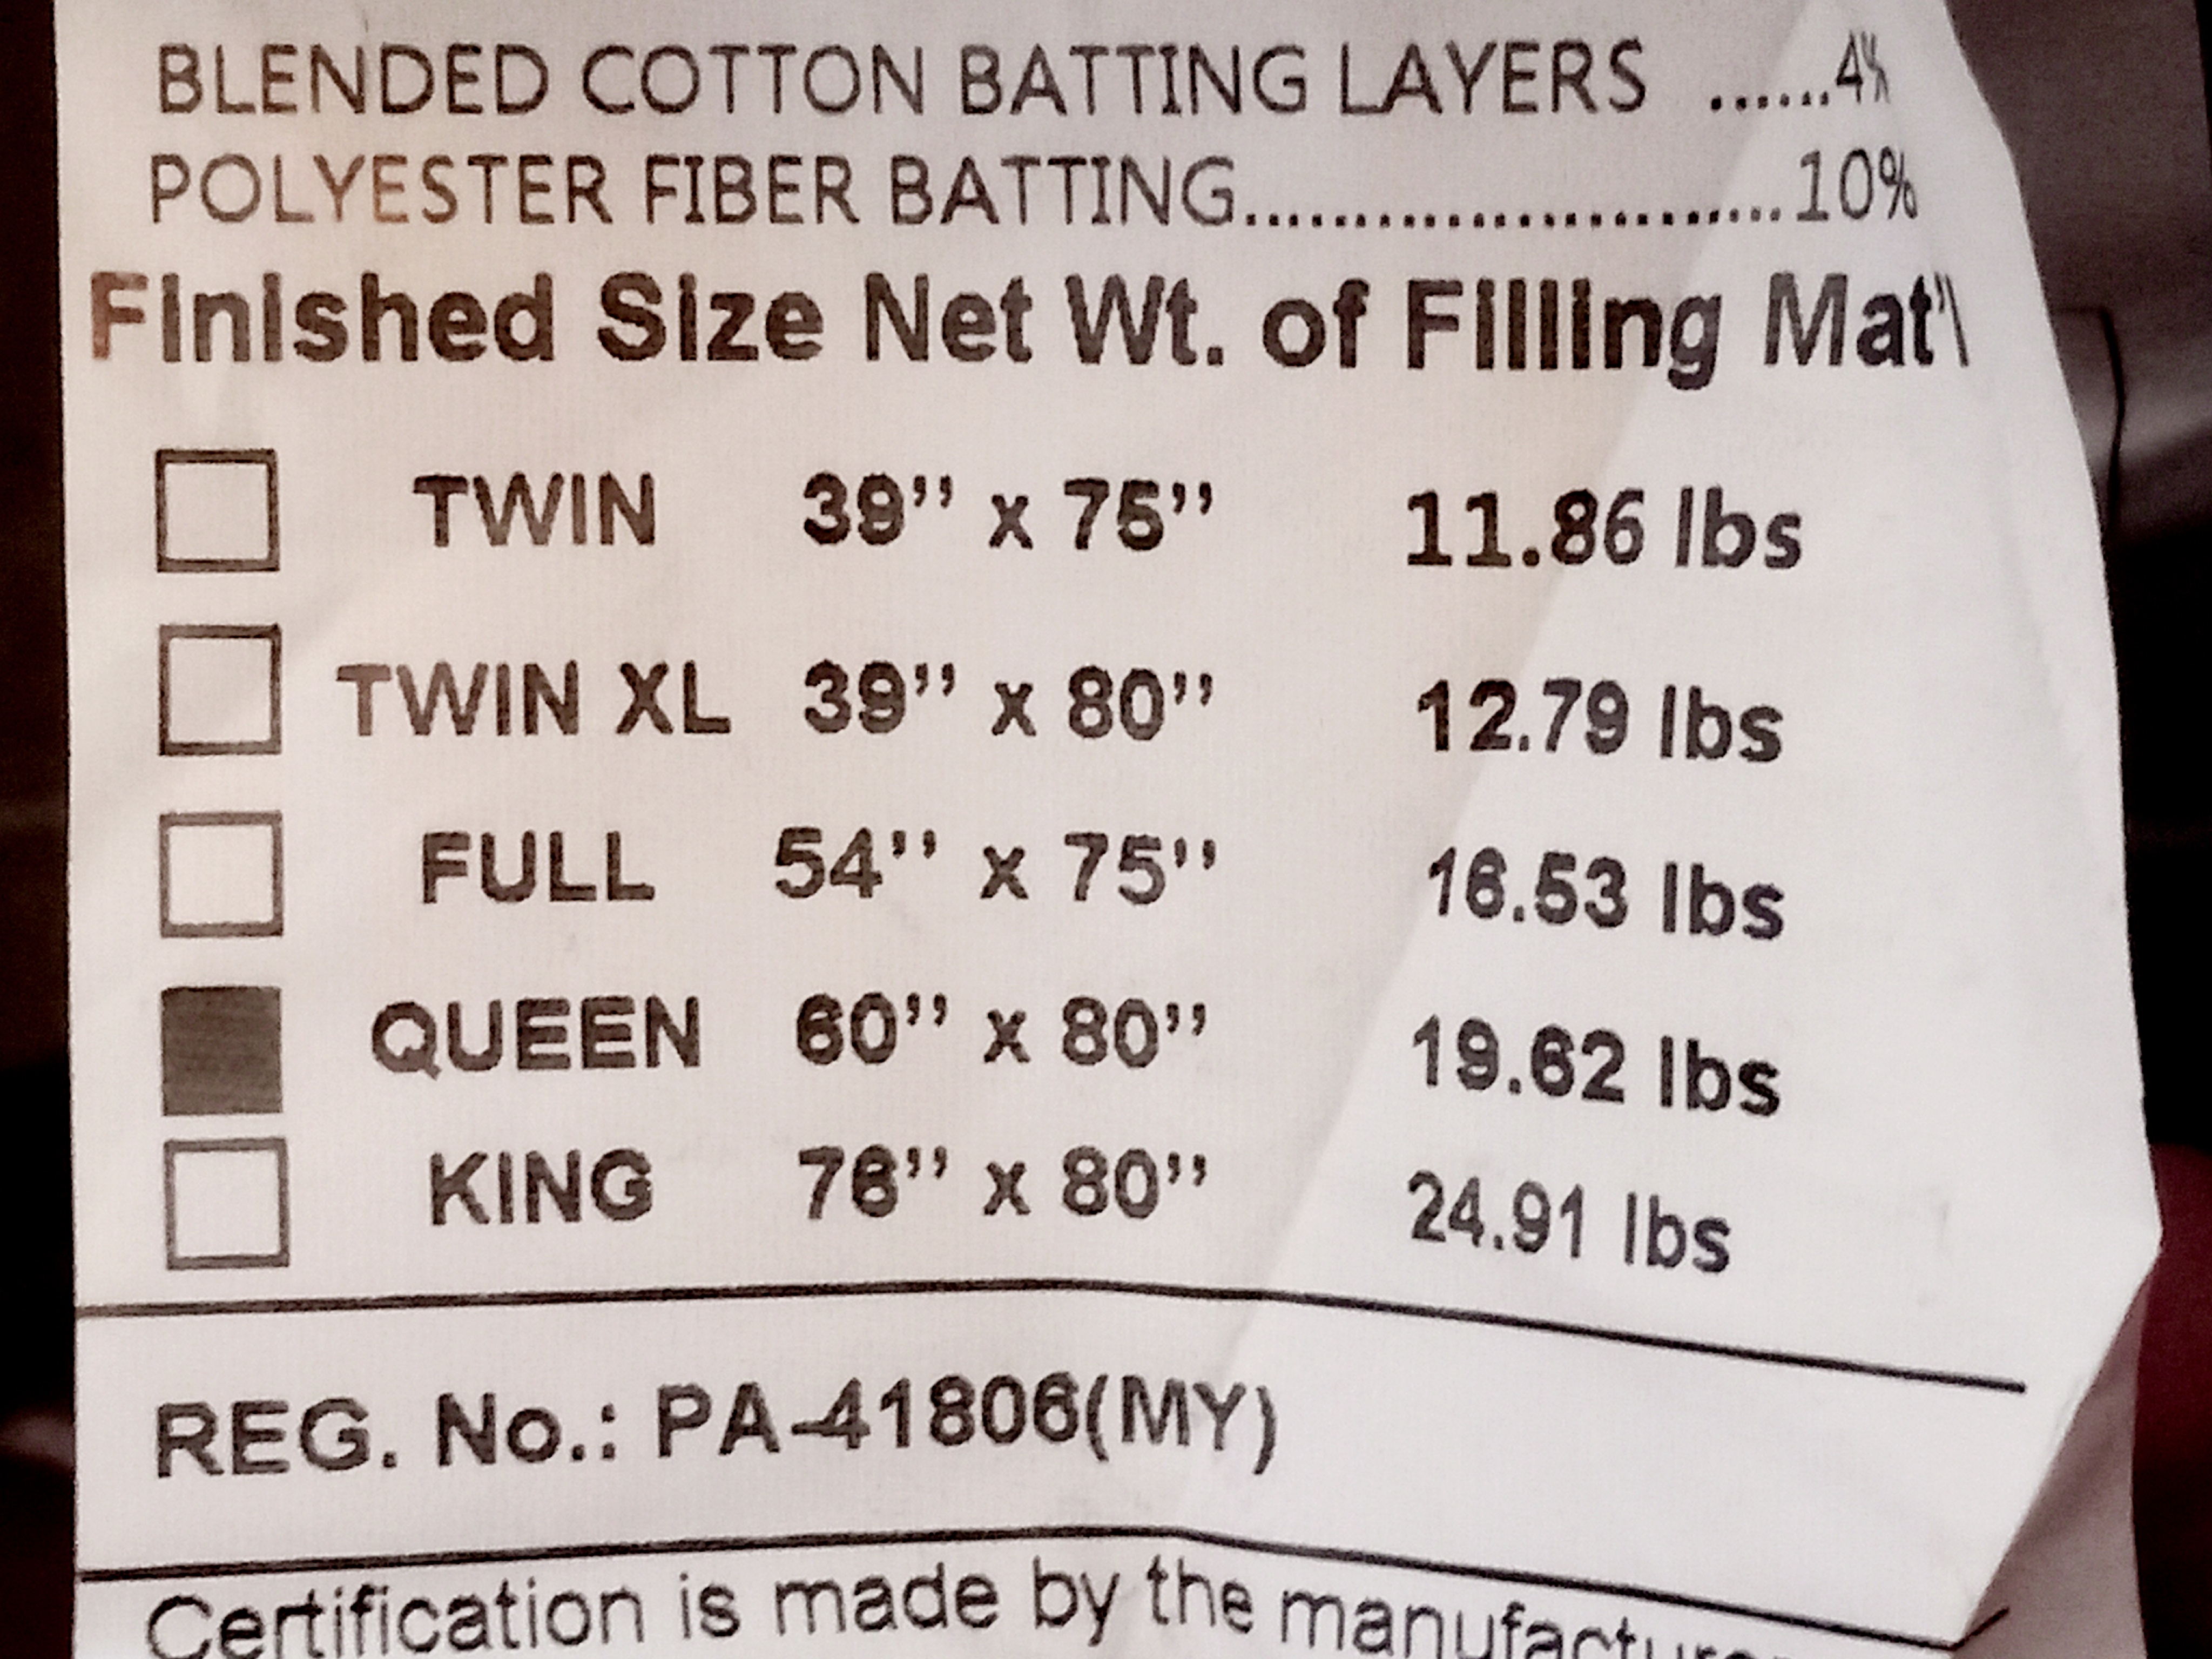 BLENDED COTTON BATTING LAYERS ......4%
POLYESTER FIBER BATTING........................10%
Finished Size Net Wt. of Filling Mat'l
TWIN 39’’ x 75’’ 11.86 lbs
TWIN XL 39’’ x 80’’ 12.79 lbs
FULL 54’’ x 75’’ 16.53 lbs
QUEEN 60’’ x 80’’ 19.62 lbs
KING 76’’ x 80’’ 24.91 lbs
REG. No.: PA-41806(MY)
Certification is made by the